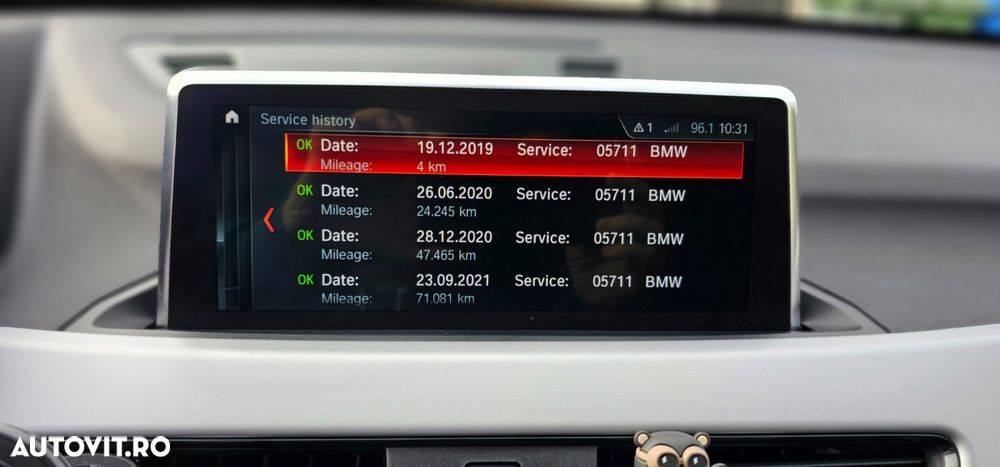 Service history
1 96.1 10:31
OK Date: 19.12.2019 Service: 05711 BMW
Mileage: 4 km
OK Date: 26.06.2020 Service: 05711 BMW
Mileage: 24.245 km
OK Date: 28.12.2020 Service: 05711 BMW
Mileage: 47.465 km
OK Date: 23.09.2021 Service: 05711 BMW
Mileage: 71.081 km
AUTOVIT.RO